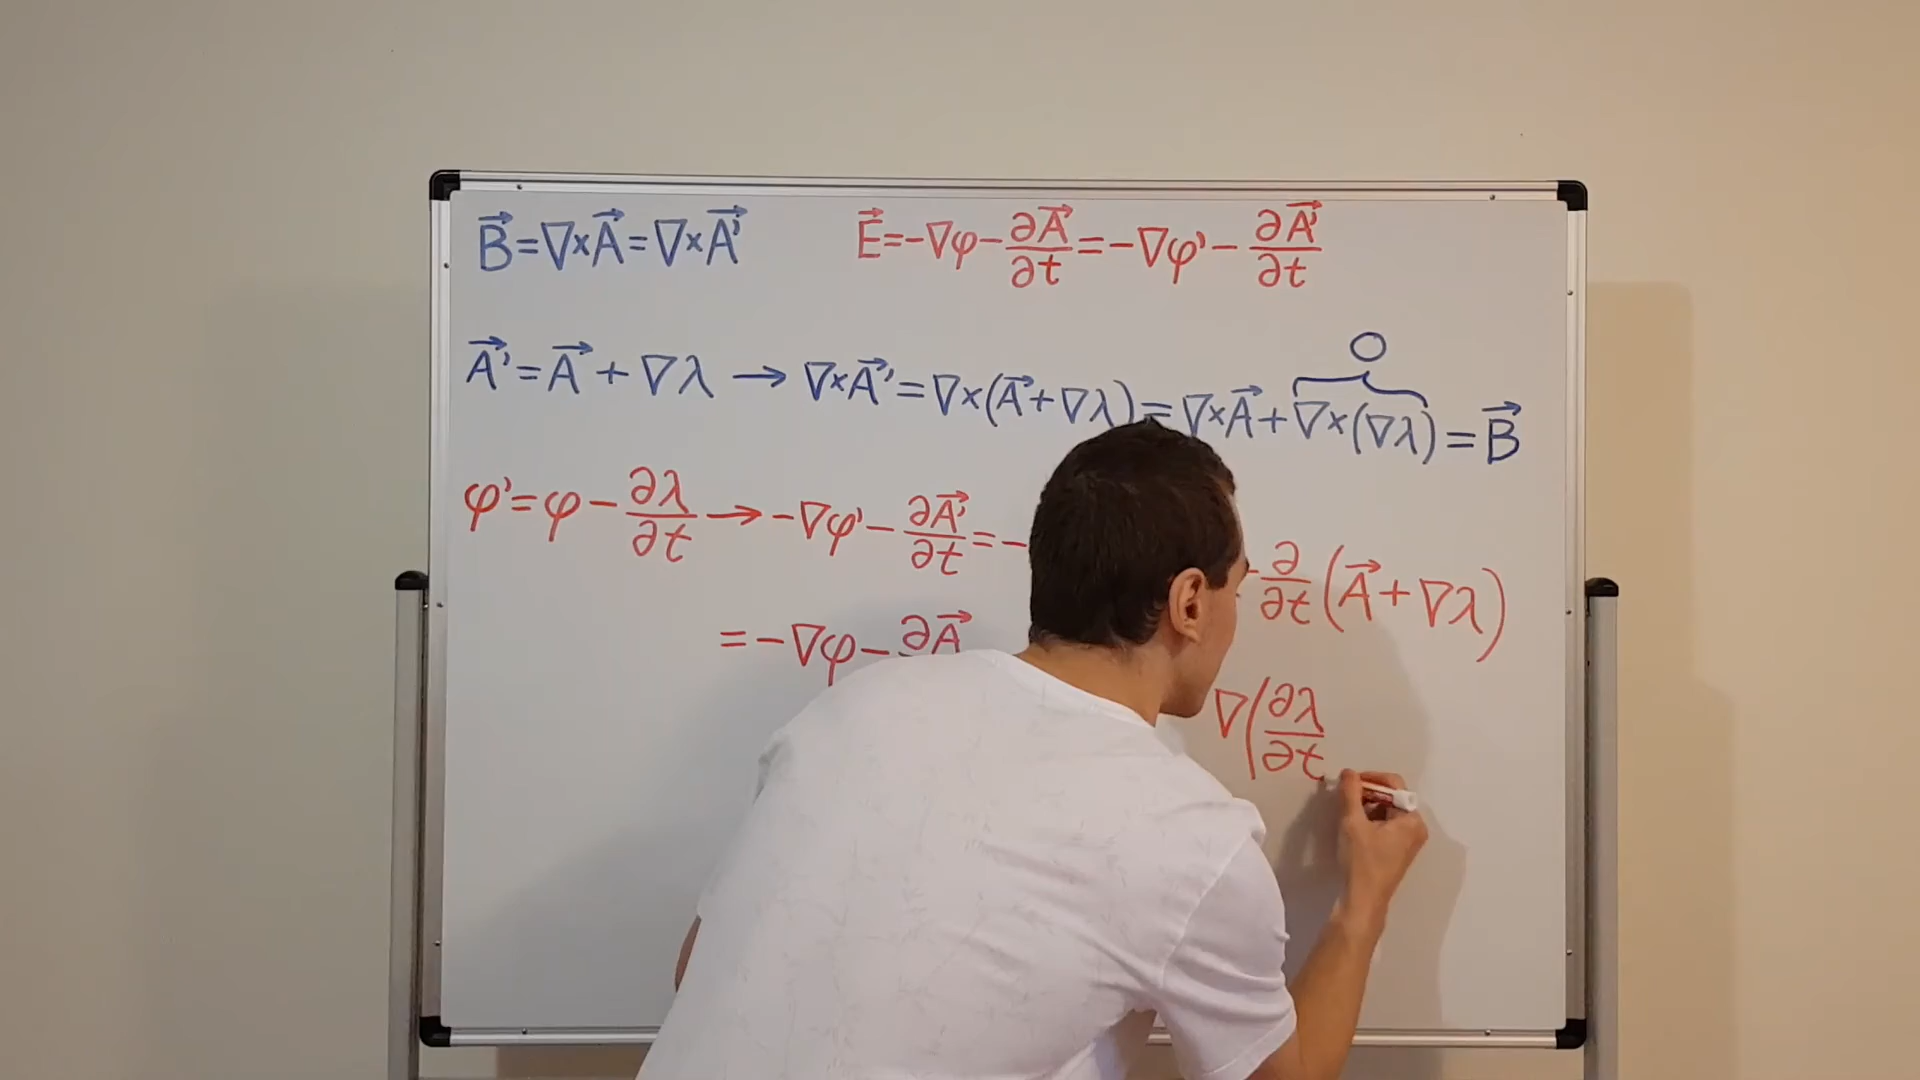 B⃗=∇×A⃗=∇×A⃗'
E⃗=-∇φ-∂A⃗/∂t=-∇φ'-∂A⃗'/∂t
0
A⃗'=A⃗+∇λ→∇×A⃗'=∇×(A⃗+∇λ)=∇×A⃗+∇×(∇λ)=B⃗
φ'=φ-∂λ/∂t→-∇φ'-∂A⃗'/∂t=- -∂/∂t(A⃗+∇λ)
=-∇φ-∂A⃗ ∇(∂λ/∂t